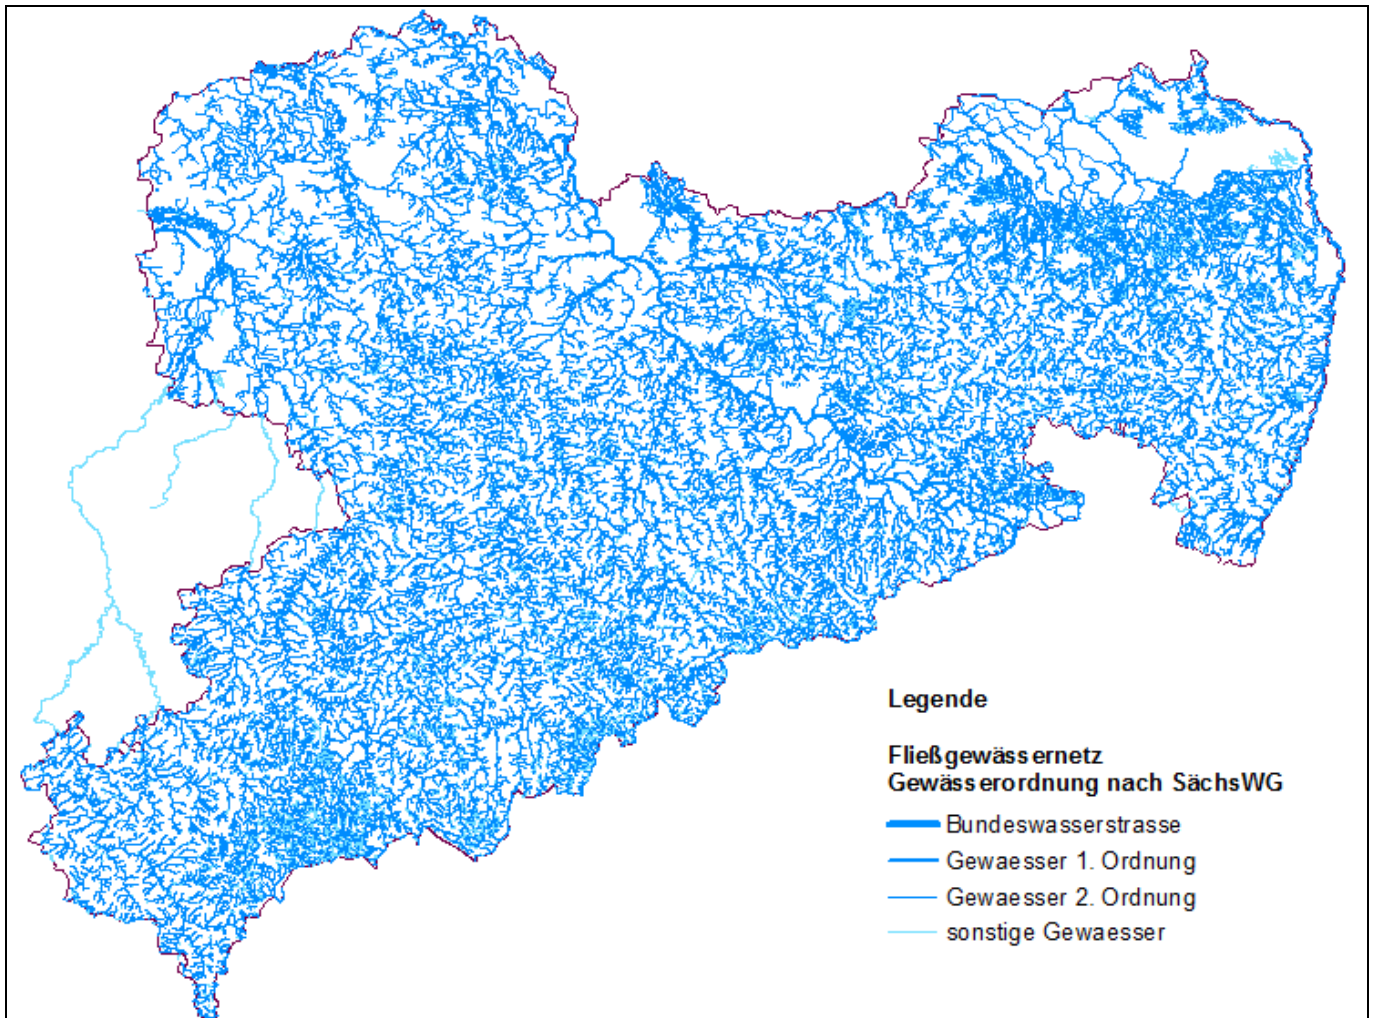 Legende
Fließgewässernetz
Gewässerordnung nach SächsWG
Bundeswasserstrasse
Gewaesser 1. Ordnung
Gewaesser 2. Ordnung
sonstige Gewaesser